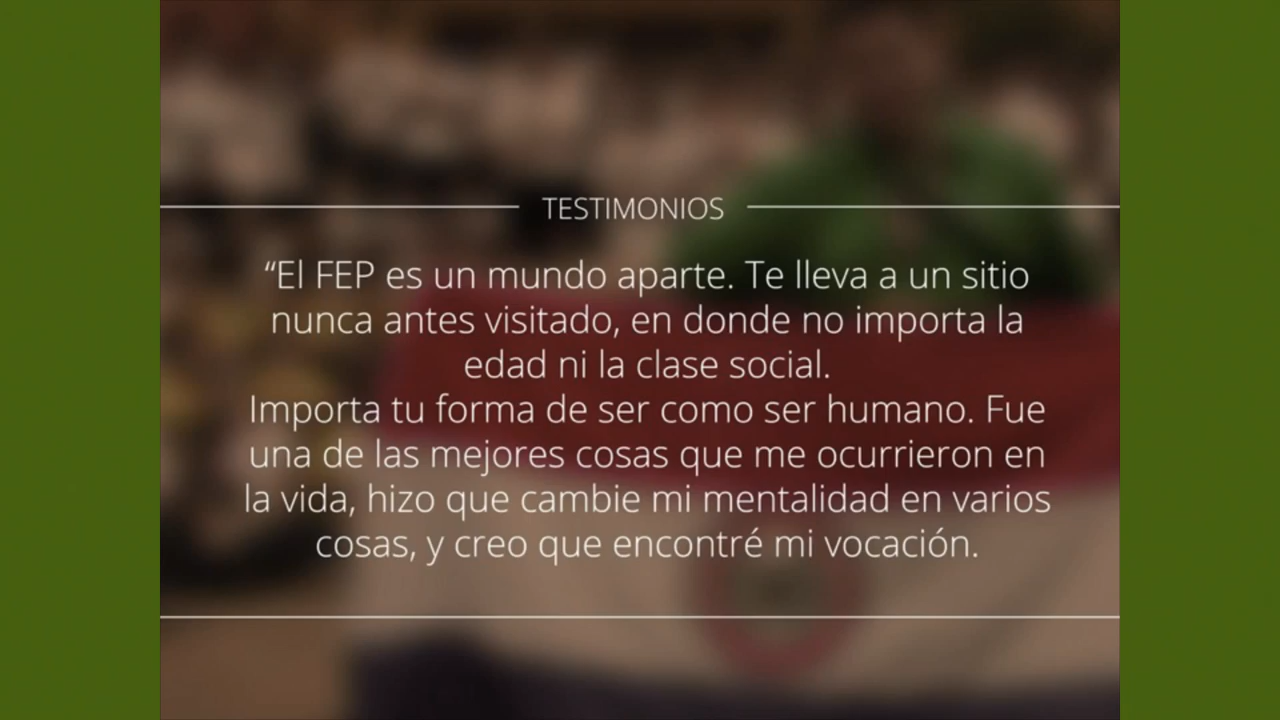 TESTIMONIOS
“El FEP es un mundo aparte. Te lleva a un sitio
nunca antes visitado, en donde no importa la
edad ni la clase social.
Importa tu forma de ser como ser humano. Fue
una de las mejores cosas que me ocurrieron en
la vida, hizo que cambie mi mentalidad en varios
cosas, y creo que encontré mi vocación.